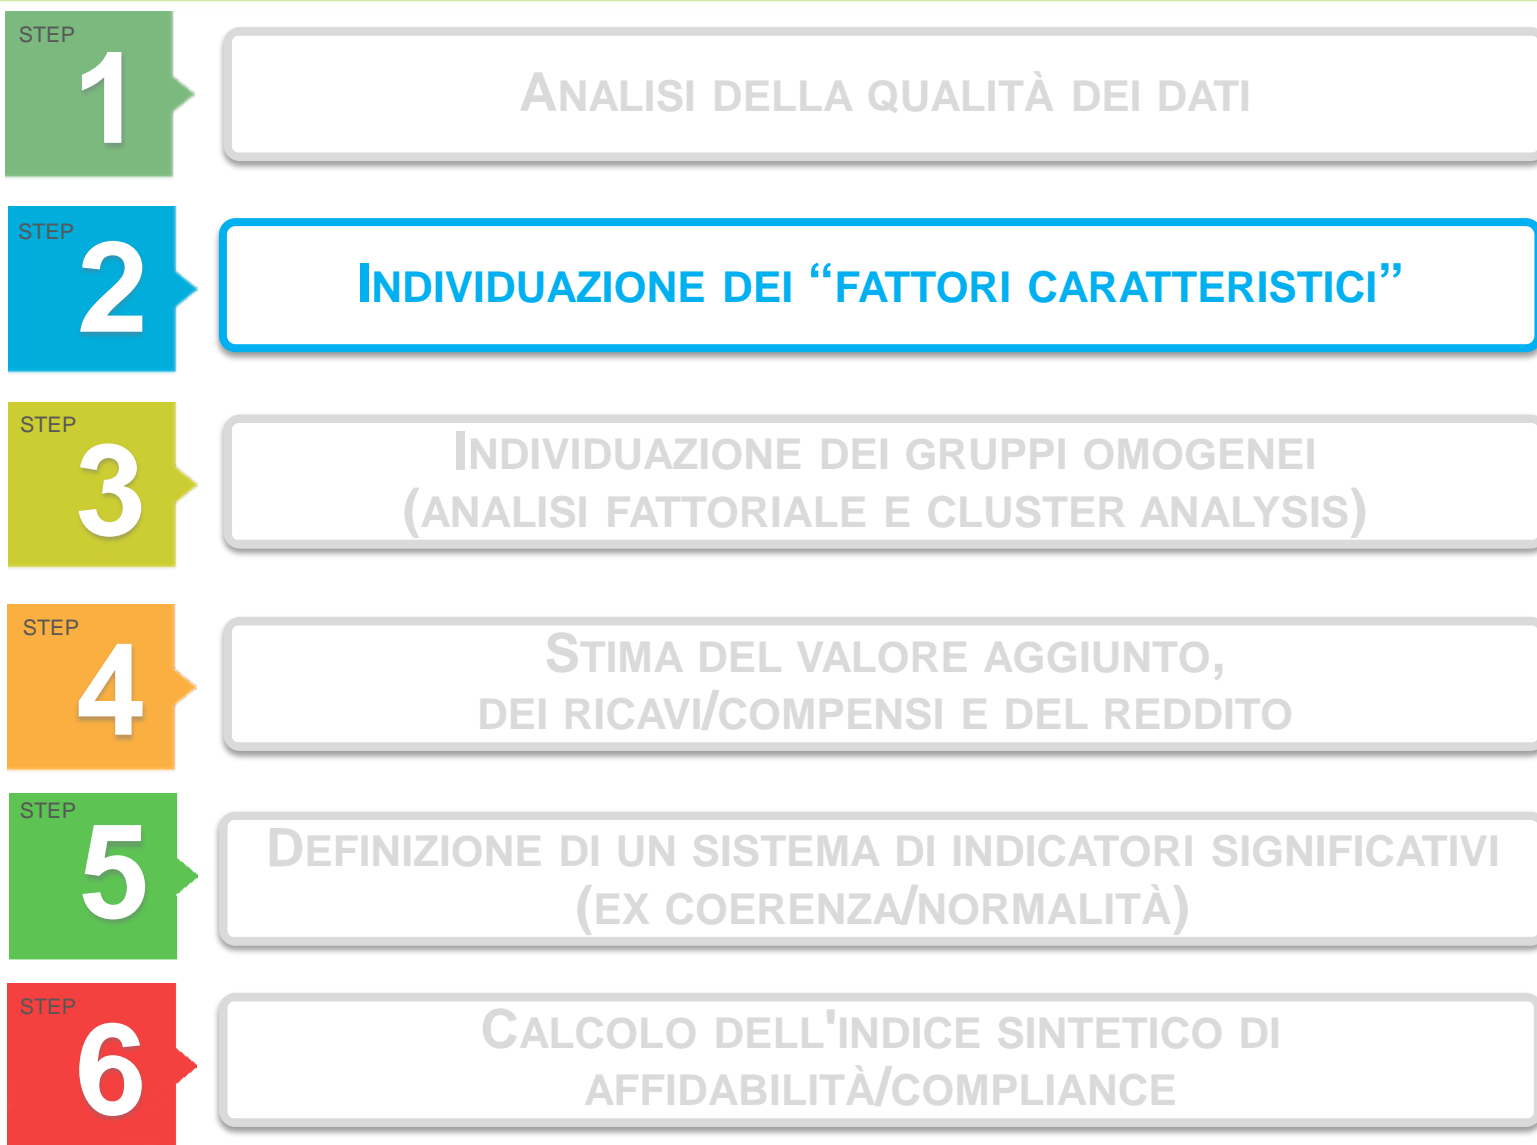 STEP
1
ANALISI DELLA QUALITÀ DEI DATI
STEP
2
INDIVIDUAZIONE DEI “FATTORI CARATTERISTICI”
STEP
3
INDIVIDUAZIONE DEI GRUPPI OMOGENEI
(ANALISI FATTORIALE E CLUSTER ANALYSIS)
STEP
4
STIMA DEL VALORE AGGIUNTO,
DEI RICAVI/COMPENSI E DEL REDDITO
STEP
5
DEFINIZIONE DI UN SISTEMA DI INDICATORI SIGNIFICATIVI
(EX COERENZA/NORMALITÀ)
STEP
6
CALCOLO DELL'INDICE SINTETICO DI
AFFIDABILITÀ/COMPLIANCE